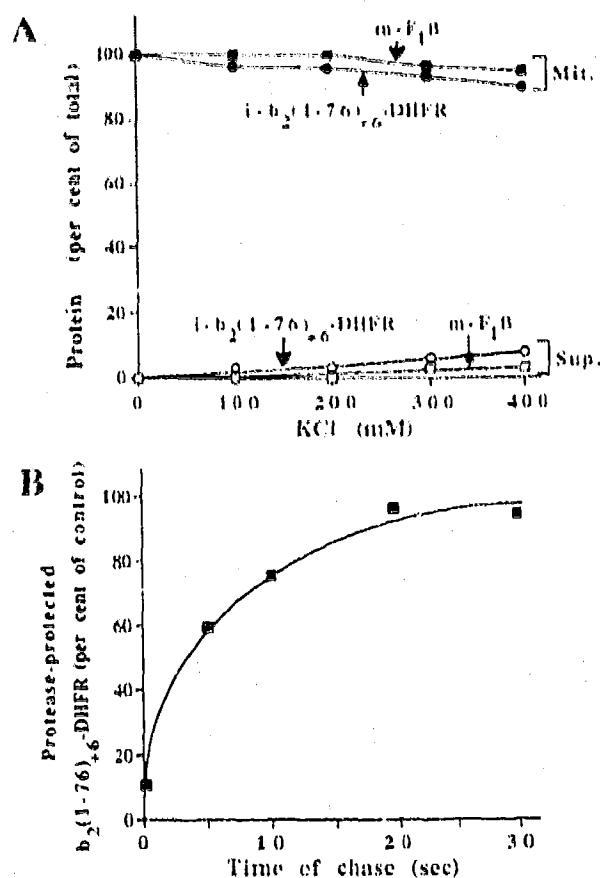 A
m-F1B
100
Mit.
80
i-b2(1-76)+6-DHFR
60
40
20
i-b2(1-76)+6-DHFR
m-F1B
Sup.
0
0 100 200 300 400
KCl (mM)
Protein (per cent of total)
B
100
80
60
40
20
0
0 10 20 30
Time of chase (sec)
Protease-protected
b2(1-76)+6-DHFR (per cent of control)